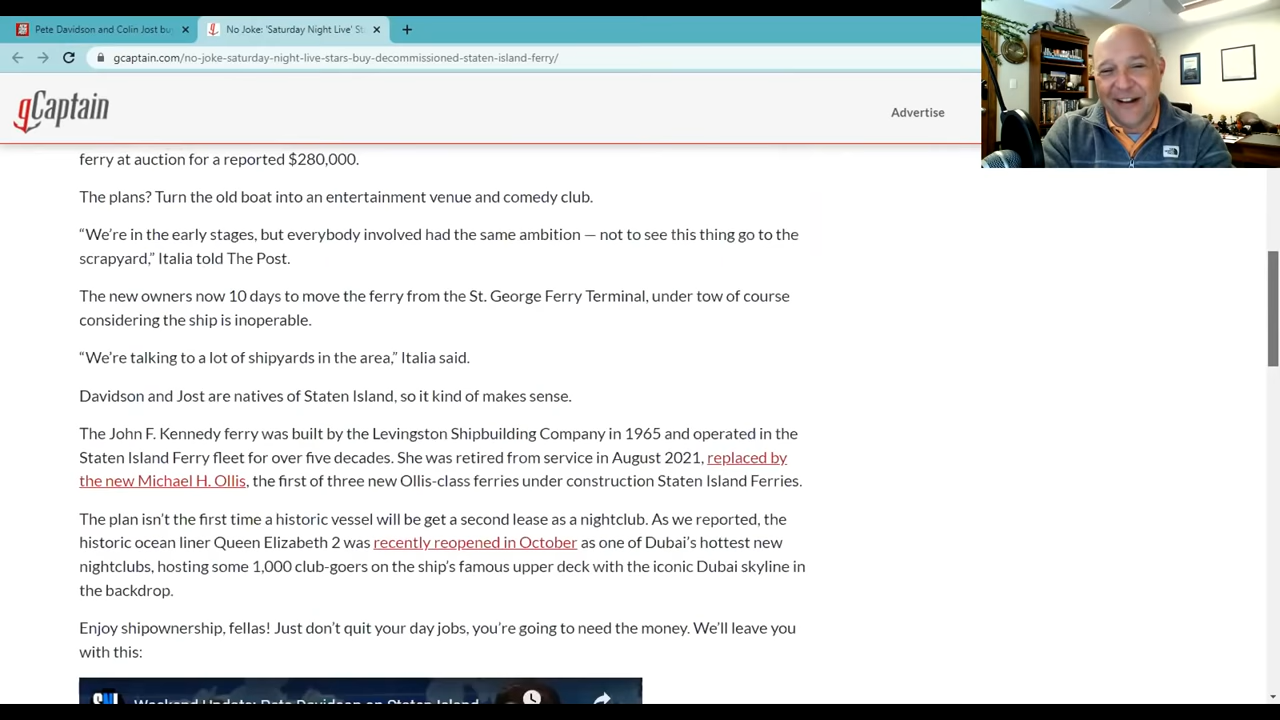 Pete Davidson and Colin Jost buy
No Joke: 'Saturday Night Live' St
gcaptain.com/no-joke-saturday-night-live-stars-buy-decommissioned-staten-island-ferry/
gCaptain
Advertise
ferry at auction for a reported $280,000.
The plans? Turn the old boat into an entertainment venue and comedy club.
“We’re in the early stages, but everybody involved had the same ambition — not to see this thing go to the
scrapyard,” Italia told The Post.
The new owners now 10 days to move the ferry from the St. George Ferry Terminal, under tow of course
considering the ship is inoperable.
“We’re talking to a lot of shipyards in the area,” Italia said.
Davidson and Jost are natives of Staten Island, so it kind of makes sense.
The John F. Kennedy ferry was built by the Levingston Shipbuilding Company in 1965 and operated in the
Staten Island Ferry fleet for over five decades. She was retired from service in August 2021, replaced by
the new Michael H. Ollis, the first of three new Ollis-class ferries under construction Staten Island Ferries.
The plan isn’t the first time a historic vessel will be get a second lease as a nightclub. As we reported, the
historic ocean liner Queen Elizabeth 2 was recently reopened in October as one of Dubai’s hottest new
nightclubs, hosting some 1,000 club-goers on the ship’s famous upper deck with the iconic Dubai skyline in
the backdrop.
Enjoy shipownership, fellas! Just don’t quit your day jobs, you’re going to need the money. We’ll leave you
with this:
Weekend Update: Pete Davidson on Staten Island